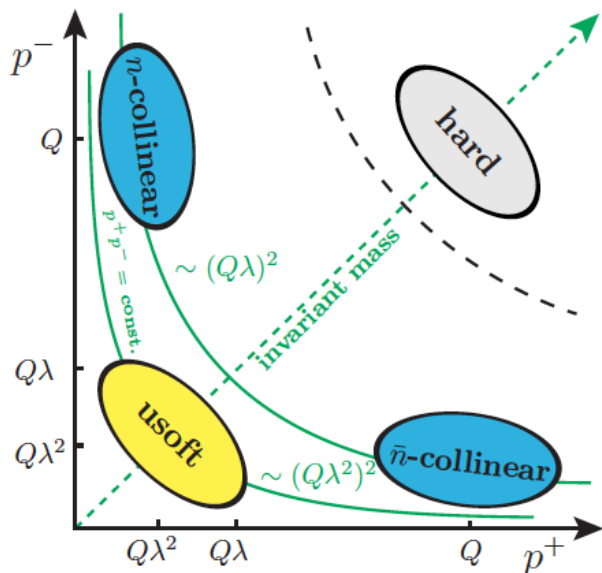 p⁻
n-collinear
hard
Q
p⁺p⁻ = const.
∼ (Qλ)²
invariant mass
Qλ
usoft
Qλ²
n̄-collinear
∼ (Qλ²)²
Qλ²
Qλ
Q
p⁺